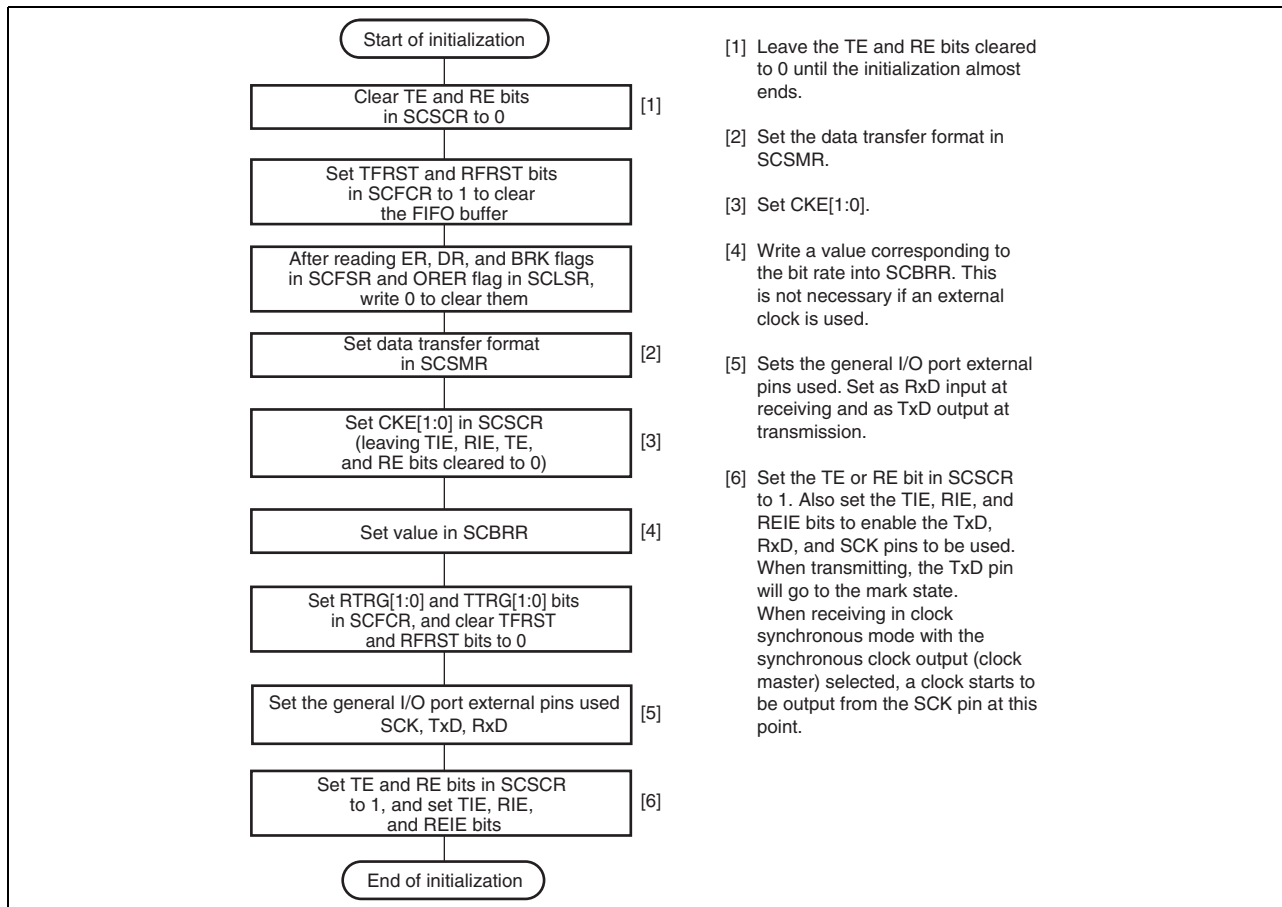 Start of initialization
Clear TE and RE bits
in SCSCR to 0
[1]
Set TFRST and RFRST bits
in SCFCR to 1 to clear
the FIFO buffer
After reading ER, DR, and BRK flags
in SCFSR and ORER flag in SCLSR,
write 0 to clear them
Set data transfer format
in SCSMR
[2]
Set CKE[1:0] in SCSCR
(leaving TIE, RIE, TE,
and RE bits cleared to 0)
[3]
Set value in SCBRR
[4]
Set RTRG[1:0] and TTRG[1:0] bits
in SCFCR, and clear TFRST
and RFRST bits to 0
Set the general I/O port external pins used
SCK, TxD, RxD
[5]
Set TE and RE bits in SCSCR
to 1, and set TIE, RIE,
and REIE bits
[6]
End of initialization
[1] Leave the TE and RE bits cleared
to 0 until the initialization almost
ends.
[2] Set the data transfer format in
SCSMR.
[3] Set CKE[1:0].
[4] Write a value corresponding to
the bit rate into SCBRR. This
is not necessary if an external
clock is used.
[5] Sets the general I/O port external
pins used. Set as RxD input at
receiving and as TxD output at
transmission.
[6] Set the TE or RE bit in SCSCR
to 1. Also set the TIE, RIE, and
REIE bits to enable the TxD,
RxD, and SCK pins to be used.
When transmitting, the TxD pin
will go to the mark state.
When receiving in clock
synchronous mode with the
synchronous clock output (clock
master) selected, a clock starts to
be output from the SCK pin at this
point.